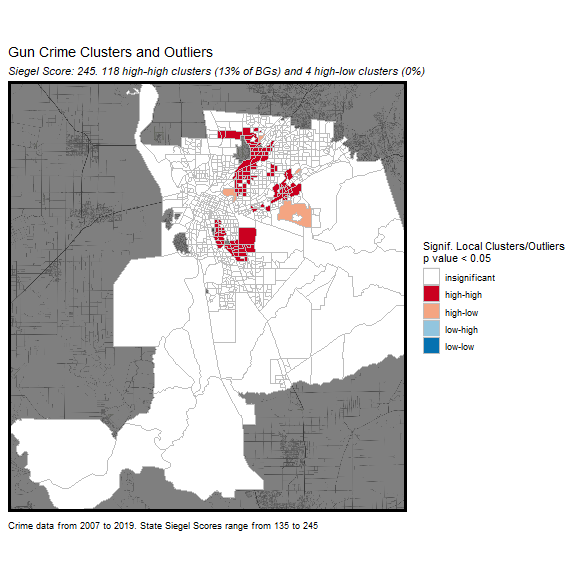 Gun Crime Clusters and Outliers
Siegel Score: 245. 118 high-high clusters (13% of BGs) and 4 high-low clusters (0%)
Signif. Local Clusters/Outliers
p value < 0.05
insignificant
high-high
high-low
low-high
low-low
Crime data from 2007 to 2019. State Siegel Scores range from 135 to 245